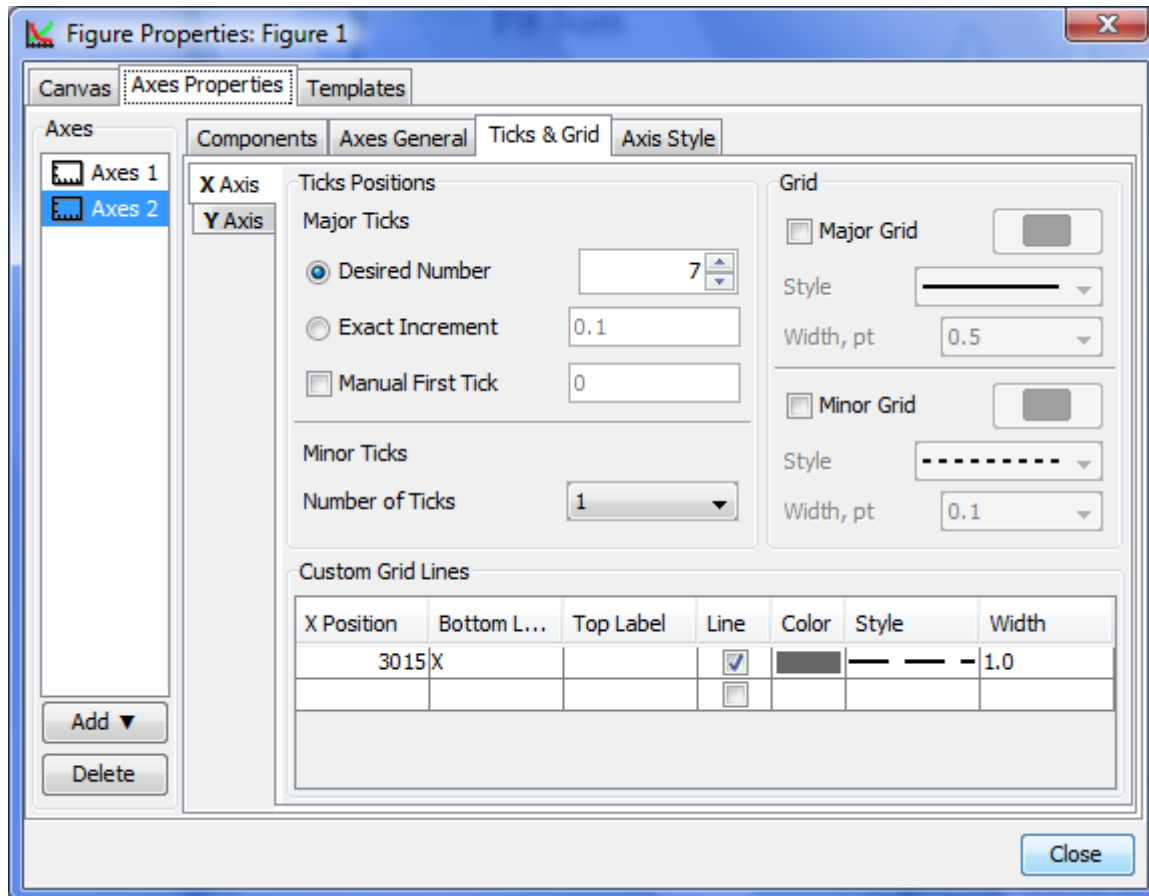 Figure Properties: Figure 1
X
Canvas Axes Properties Templates
Axes
Axes 1
Axes 2
Add ▼
Delete
Components Axes General Ticks & Grid Axis Style
X Axis
Y Axis
Ticks Positions
Major Ticks
Desired Number 7
Exact Increment 0.1
Manual First Tick 0
Minor Ticks
Number of Ticks 1
Grid
Major Grid
Style
Width, pt 0.5
Minor Grid
Style
Width, pt 0.1
Custom Grid Lines
X Position Bottom L... Top Label Line Color Style Width
3015 X 1.0
Close